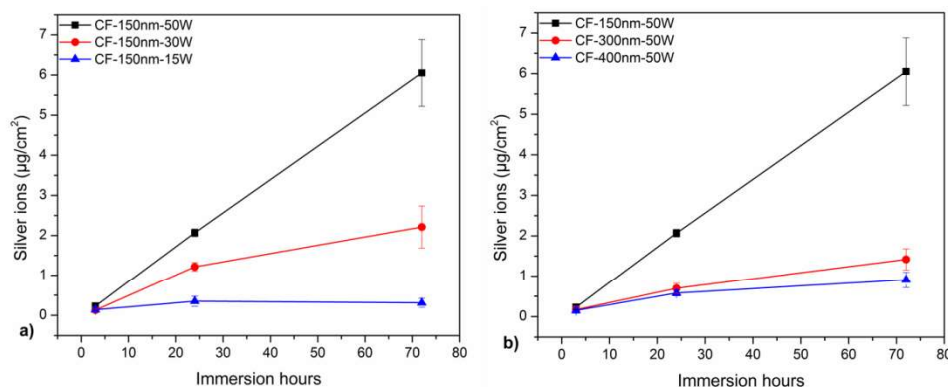 CF-150nm-50W
CF-150nm-30W
CF-150nm-15W
Silver ions (μg/cm²)
7
6
5
4
3
2
1
0
0 10 20 30 40 50 60 70 80
Immersion hours
a)
CF-150nm-50W
CF-300nm-50W
CF-400nm-50W
Silver ions (μg/cm²)
7
6
5
4
3
2
1
0
0 10 20 30 40 50 60 70 80
Immersion hours
b)